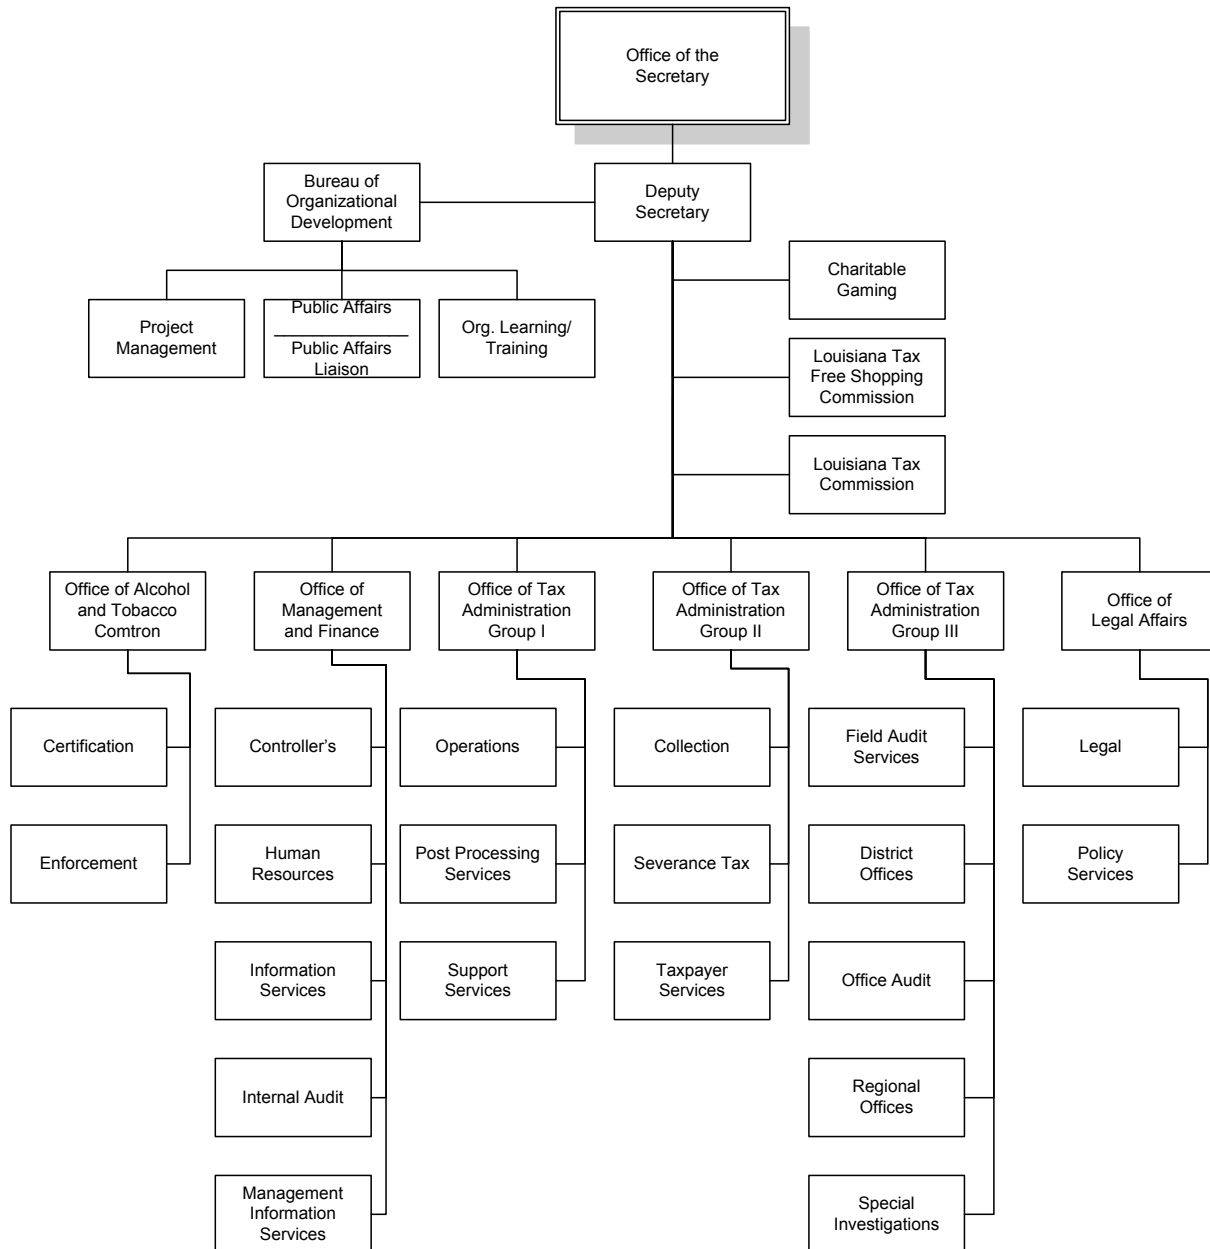 Office of the
Secretary
Bureau of
Organizational
Development
Deputy
Secretary
Charitable
Gaming
Project
Management
Public Affairs
Public Affairs
Liaison
Org. Learning/
Training
Louisiana Tax
Free Shopping
Commission
Louisiana Tax
Commission
Office of Alcohol
and Tobacco
Comtron
Office of
Management
and Finance
Office of Tax
Administration
Group I
Office of Tax
Administration
Group II
Office of Tax
Administration
Group III
Office of
Legal Affairs
Certification
Controller's
Operations
Collection
Field Audit
Services
Legal
Enforcement
Human
Resources
Post Processing
Services
Severance Tax
District
Offices
Policy
Services
Information
Services
Support
Services
Taxpayer
Services
Office Audit
Internal Audit
Regional
Offices
Management
Information
Services
Special
Investigations